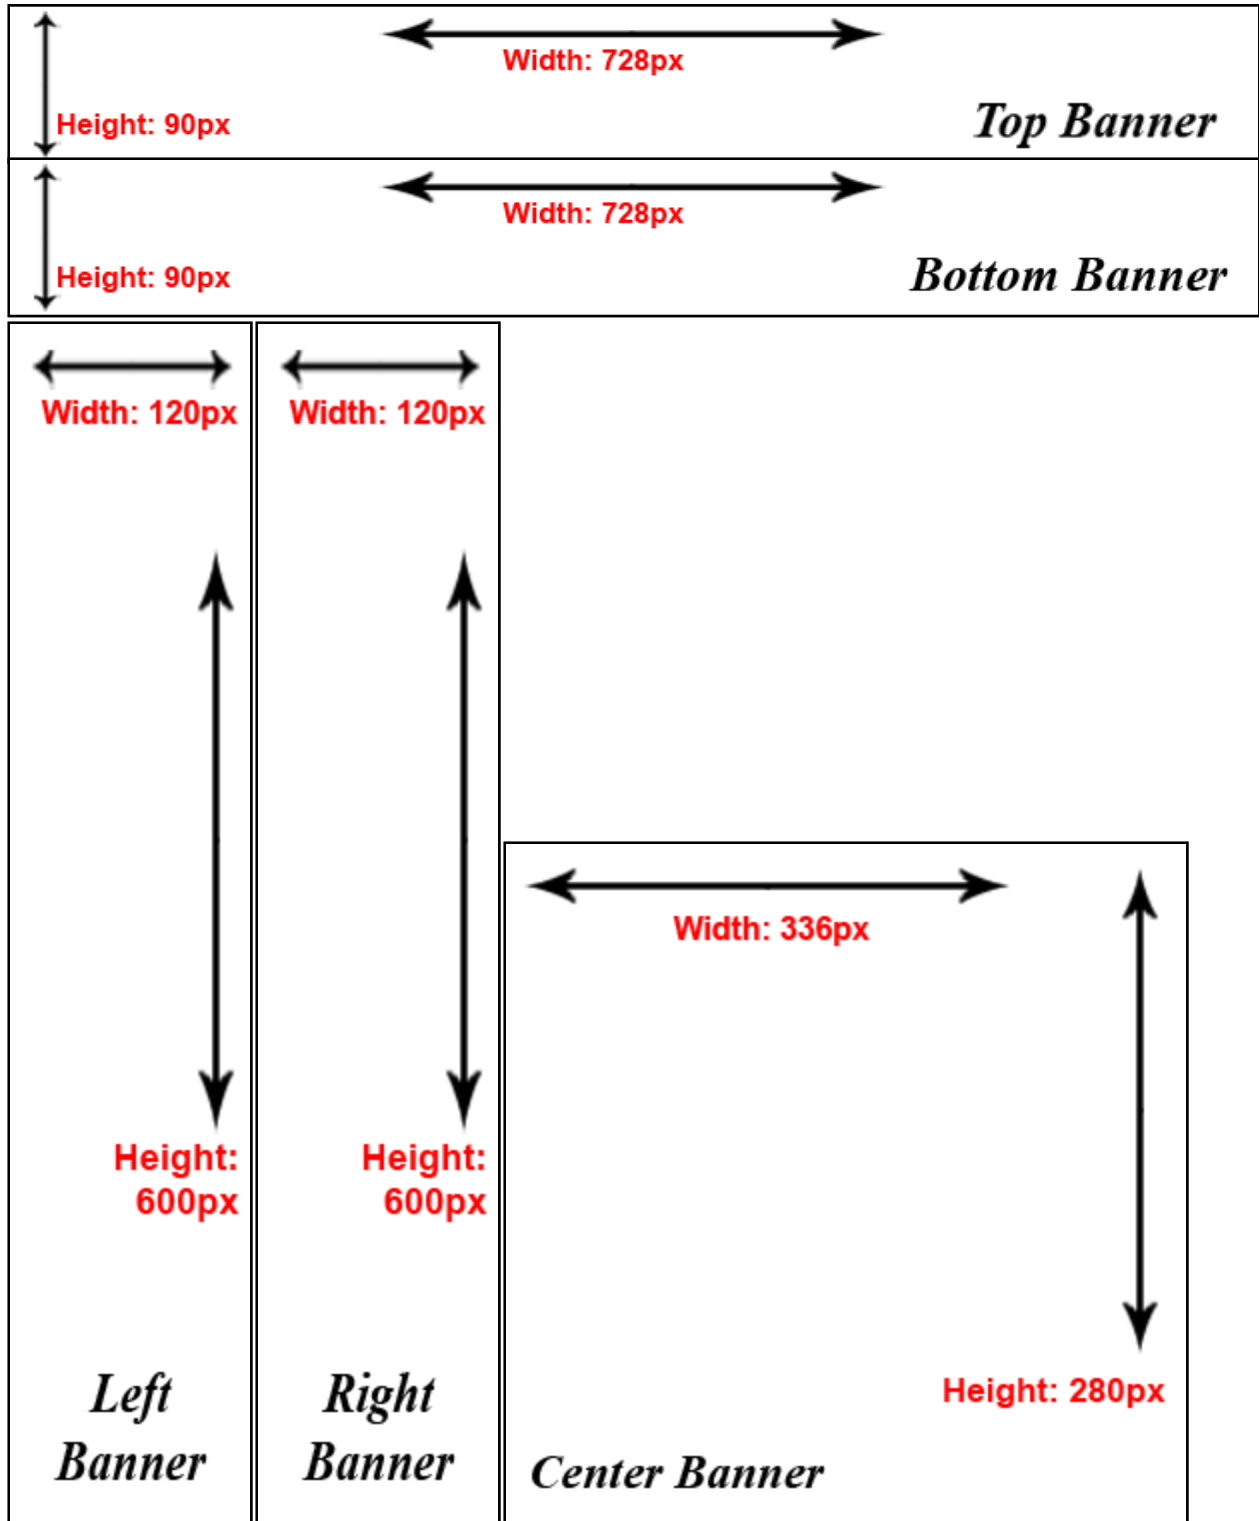 Width: 728px
Height: 90px
Top Banner
Width: 728px
Height: 90px
Bottom Banner
Width: 120px
Height:
600px
Left
Banner
Width: 120px
Height:
600px
Right
Banner
Width: 336px
Height: 280px
Center Banner